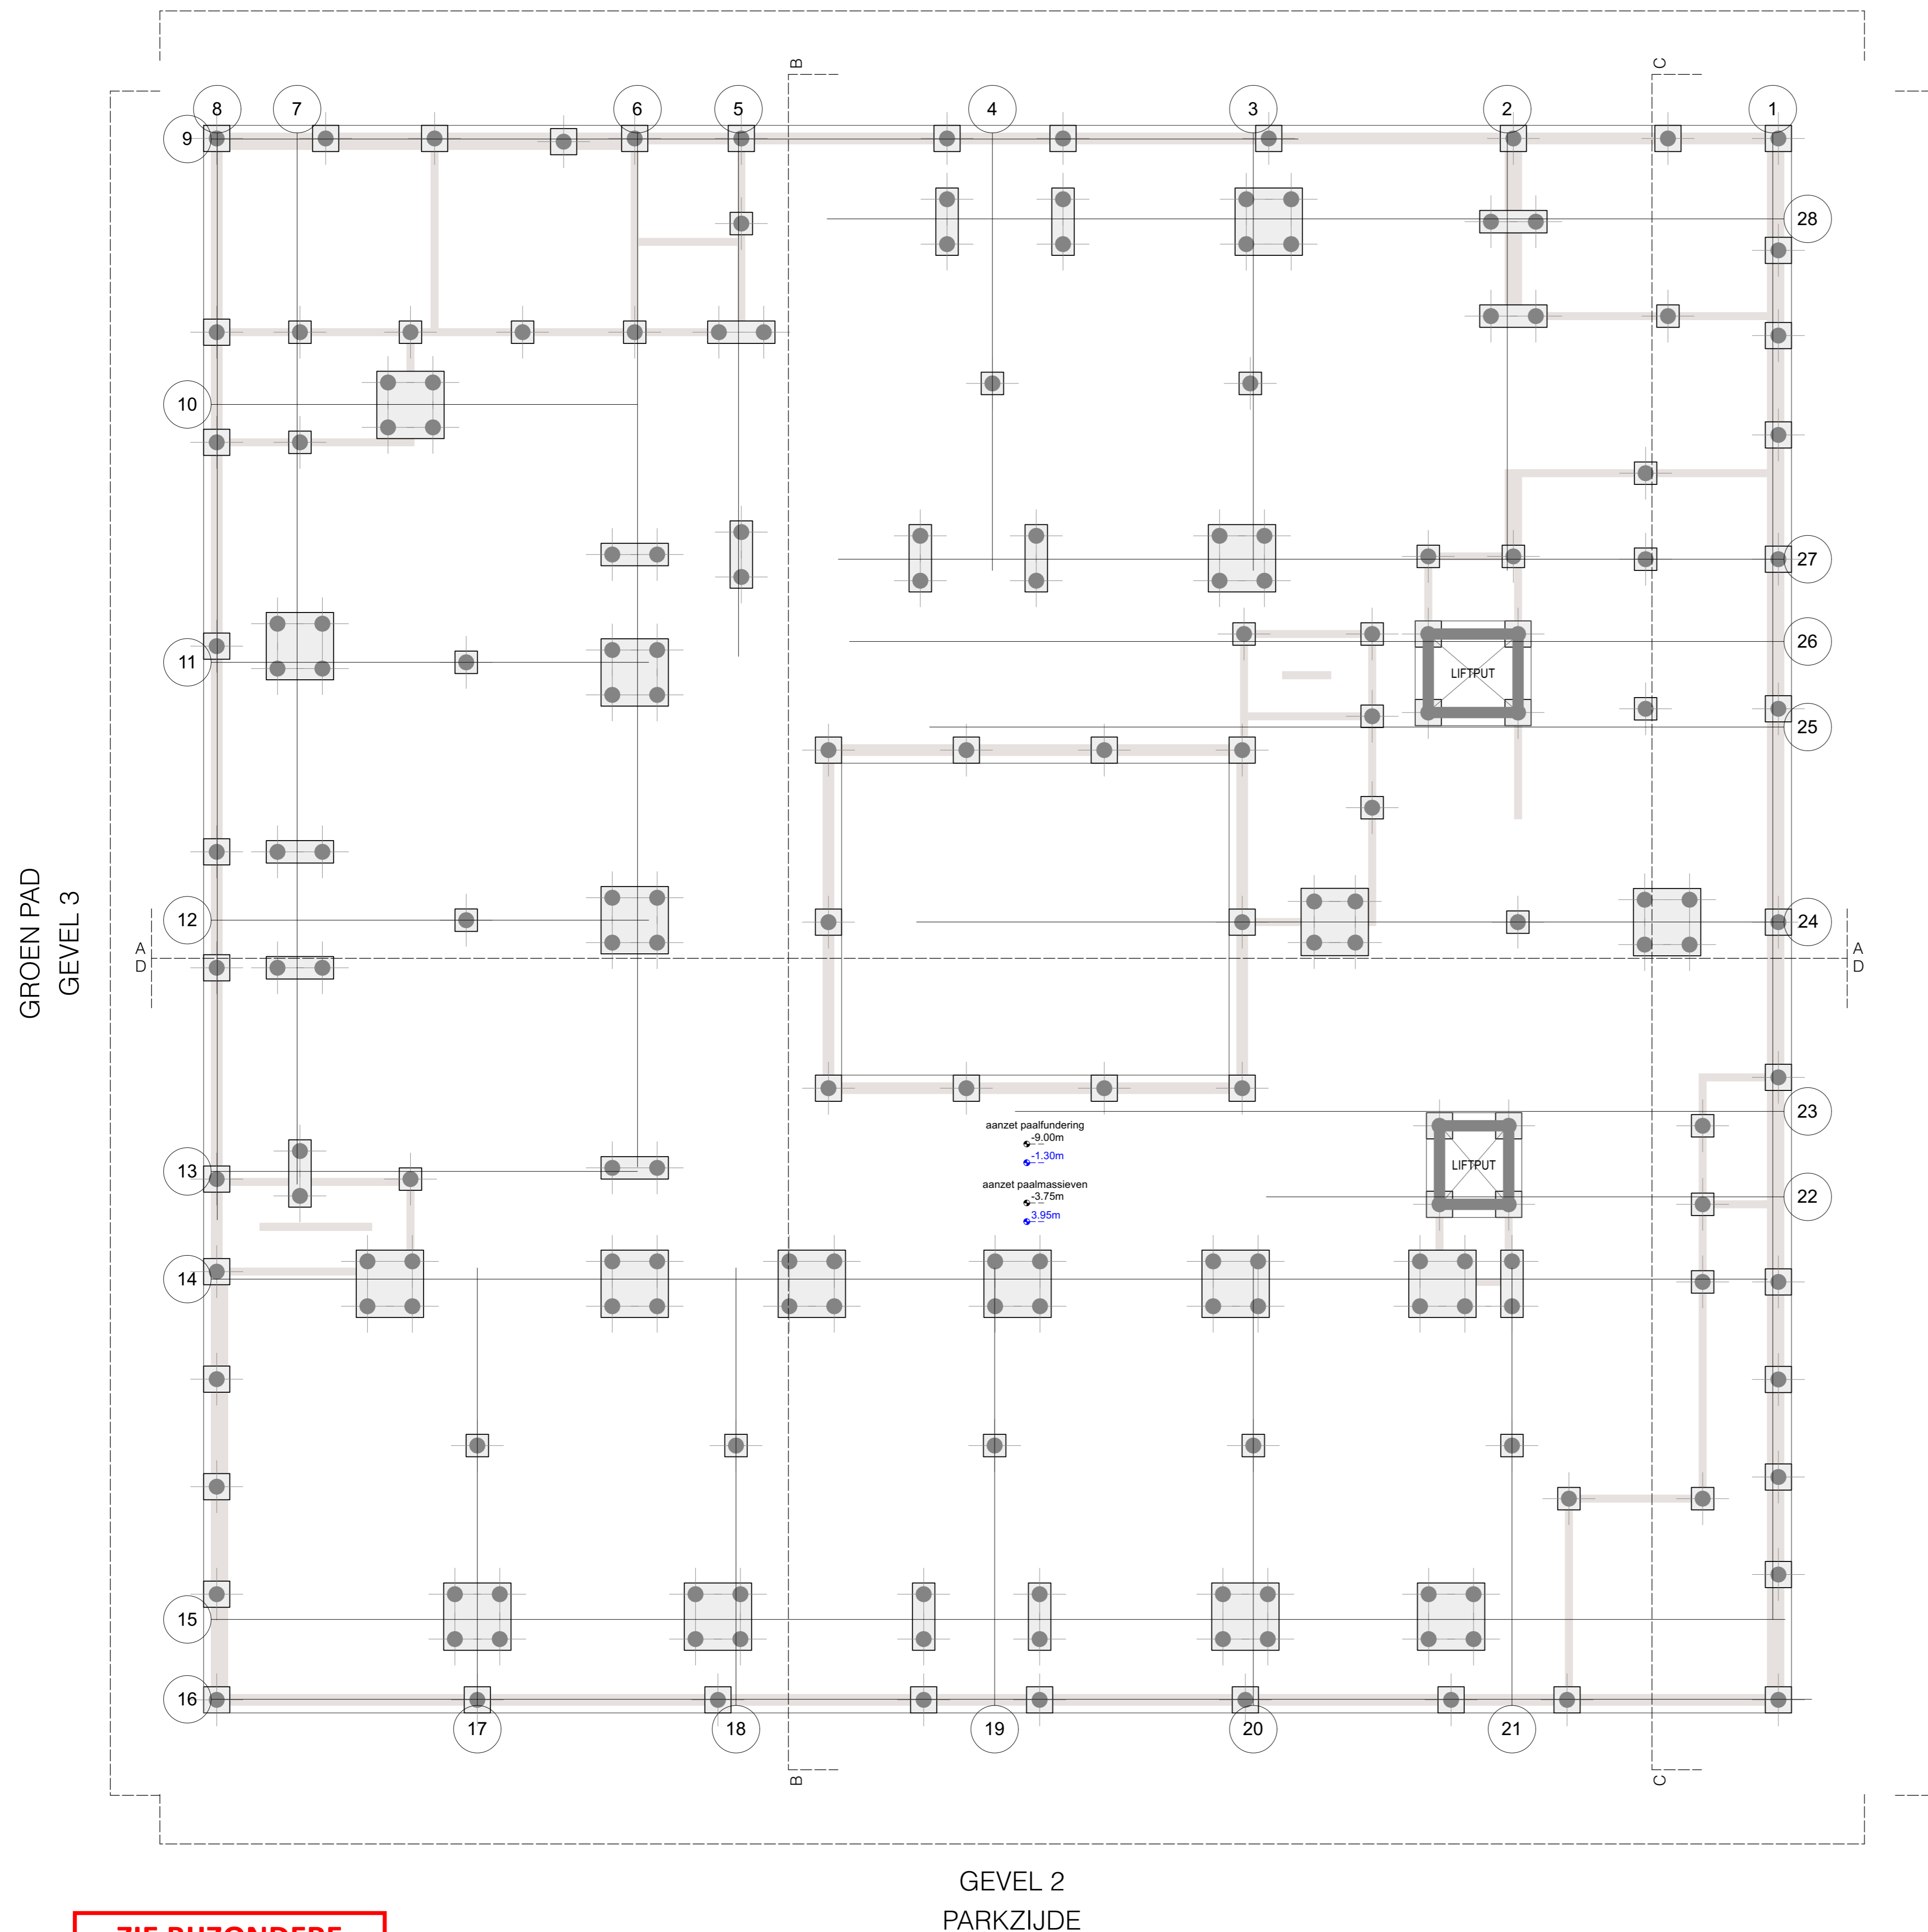 B
C
8
7
6
5
4
3
2
1
9
28
10
27
26
11
LIFTPUT
25
GROEN PAD
GEVEL 3
12
24
A
D
A
D
23
aanzet paalfundering
-9.00m
-1.30m
13
LIFTPUT
aanzet paalmassieven
-3.75m
3.95m
22
14
15
16
17
18
19
20
21
B
C
GEVEL 2
PARKZIJDE
ZIE BIJZONDERE